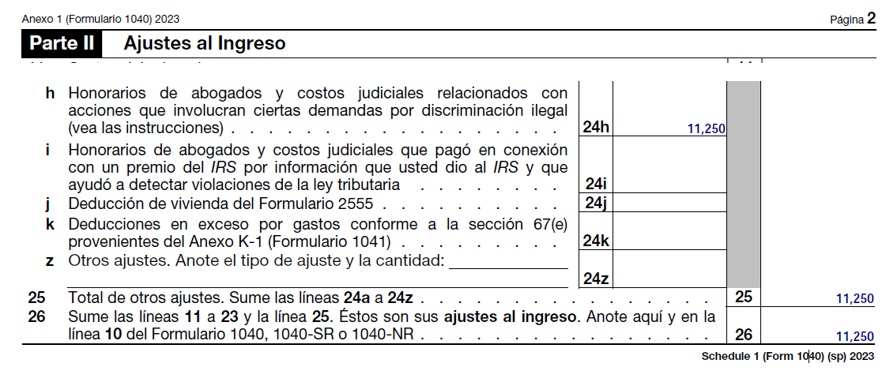 Anexo 1 (Formulario 1040) 2023 Página 2
Parte II Ajustes al Ingreso
h Honorarios de abogados y costos judiciales relacionados con
acciones que involucran ciertas demandas por discriminación ilegal
(vea las instrucciones) . . . . . . . . . . . . . . . . . . 24h 11,250
i Honorarios de abogados y costos judiciales que pagó en conexión
con un premio del IRS por información que usted dio al IRS y que
ayudó a detectar violaciones de la ley tributaria . . . . . . . . 24i
j Deducción de vivienda del Formulario 2555 . . . . . . . . . . 24j
k Deducciones en exceso por gastos conforme a la sección 67(e)
provenientes del Anexo K-1 (Formulario 1041) . . . . . . . . . 24k
z Otros ajustes. Anote el tipo de ajuste y la cantidad:
24z
25 Total de otros ajustes. Sume las líneas 24a a 24z . . . . . . . . . . . . . . . . 25 11,250
26 Sume las líneas 11 a 23 y la línea 25. Éstos son sus ajustes al ingreso. Anote aquí y en la
línea 10 del Formulario 1040, 1040-SR o 1040-NR . . . . . . . . . . . . . . . . 26 11,250
Schedule 1 (Form 1040) (sp) 2023